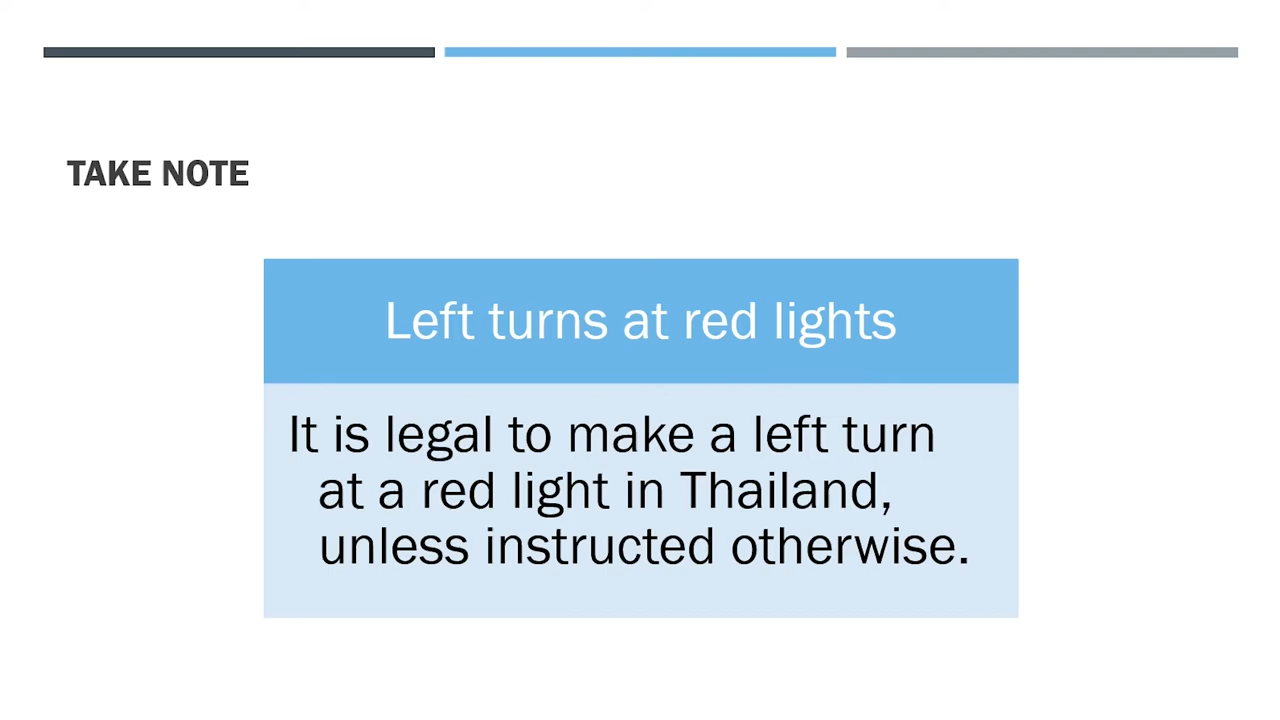 TAKE NOTE
Left turns at red lights
It is legal to make a left turn
at a red light in Thailand,
unless instructed otherwise.